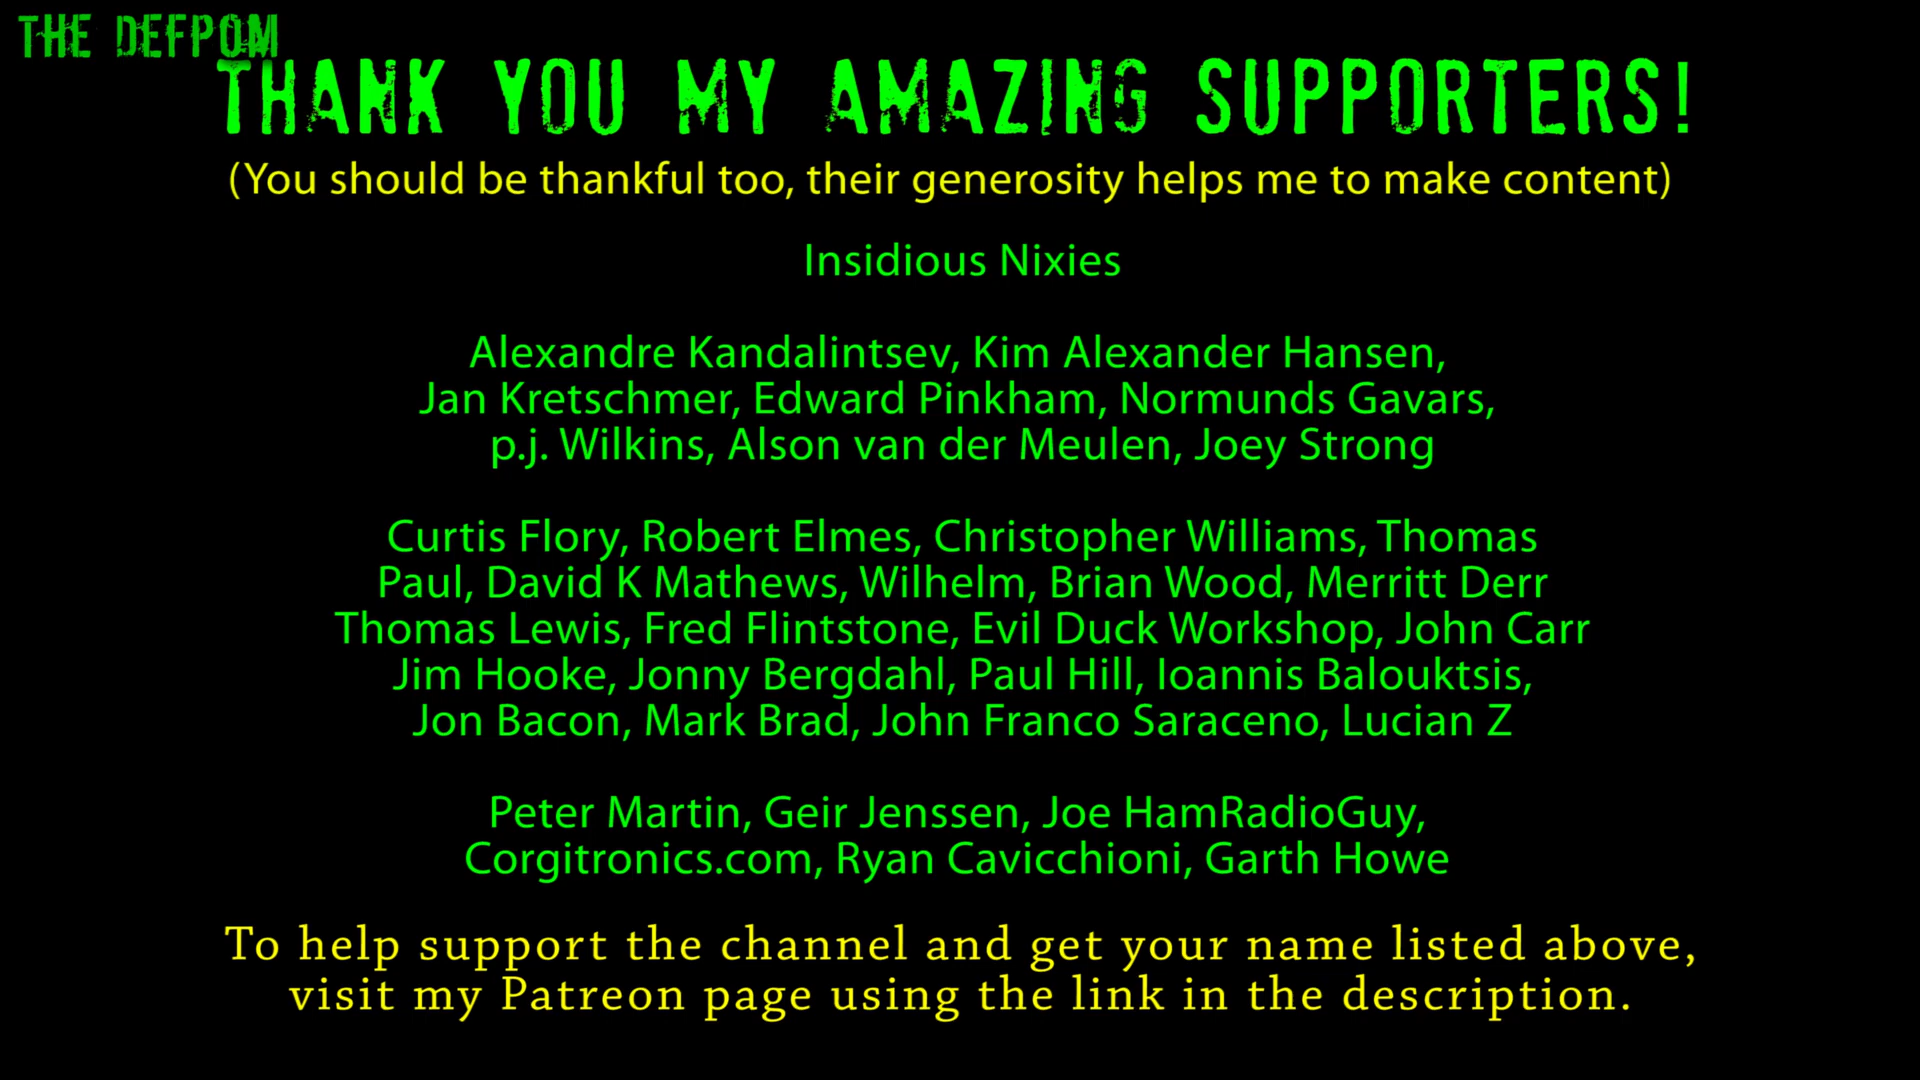 THE DEFPOM
THANK YOU MY AMAZING SUPPORTERS!
(You should be thankful too, their generosity helps me to make content)
Insidious Nixies
Alexandre Kandalintsev, Kim Alexander Hansen,
Jan Kretschmer, Edward Pinkham, Normunds Gavars,
p.j. Wilkins, Alson van der Meulen, Joey Strong
Curtis Flory, Robert Elmes, Christopher Williams, Thomas
Paul, David K Mathews, Wilhelm, Brian Wood, Merritt Derr
Thomas Lewis, Fred Flintstone, Evil Duck Workshop, John Carr
Jim Hooke, Jonny Bergdahl, Paul Hill, Ioannis Balouktsis,
Jon Bacon, Mark Brad, John Franco Saraceno, Lucian Z
Peter Martin, Geir Jenssen, Joe HamRadioGuy,
Corgitronics.com, Ryan Cavicchioni, Garth Howe
To help support the channel and get your name listed above,
visit my Patreon page using the link in the description.